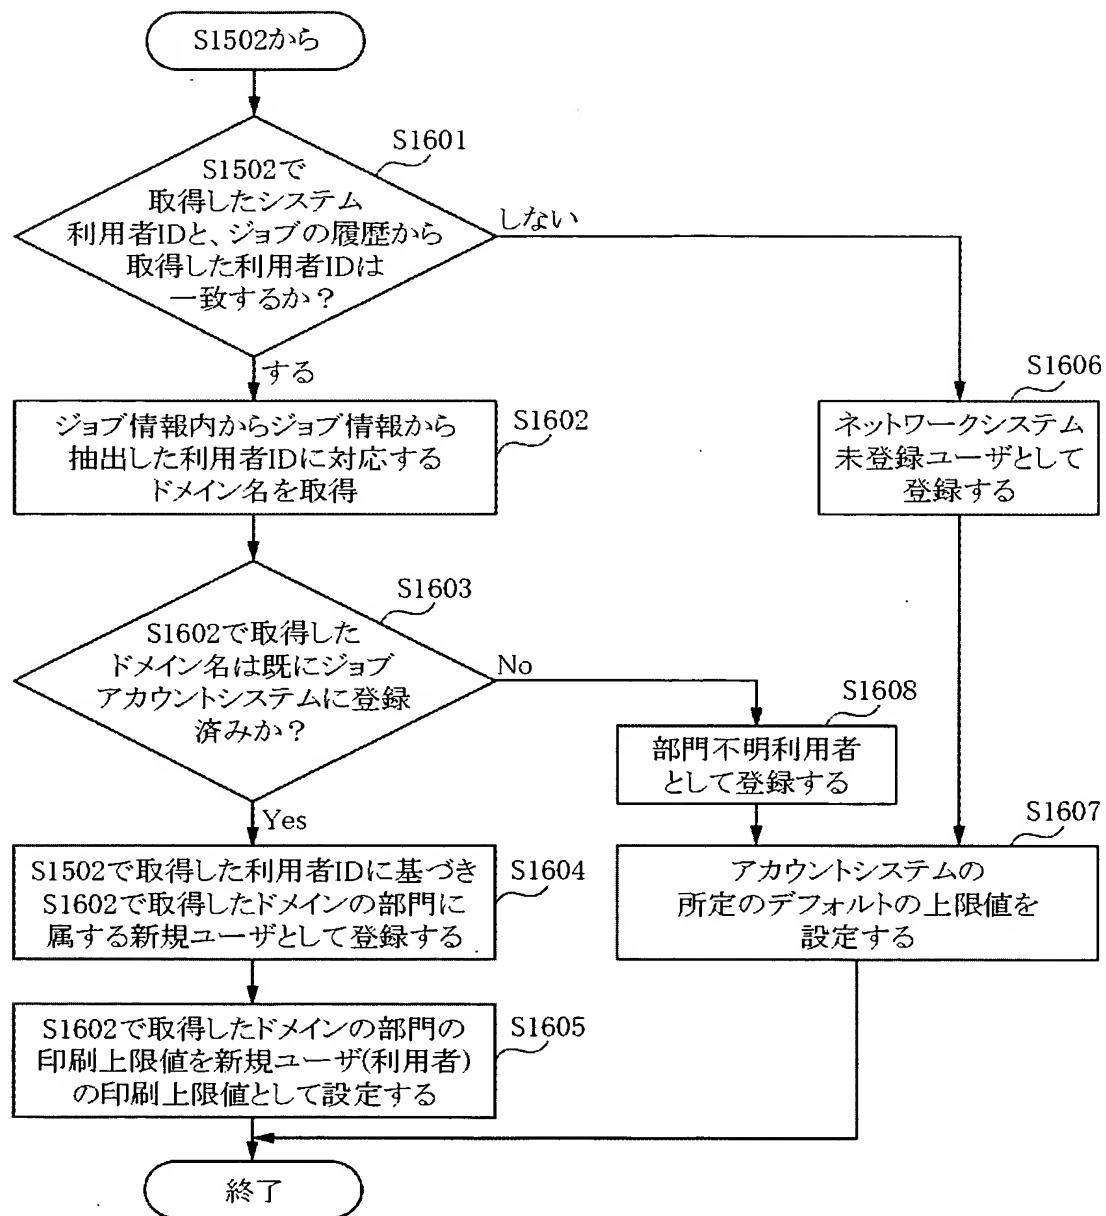 S1502から
S1601
S1502で
取得したシステム
利用者IDと、ジョブの履歴から
取得した利用者IDは
一致するか？
しない
する
S1606
ネットワークシステム
未登録ユーザとして
登録する
S1602
ジョブ情報内からジョブ情報から
抽出した利用者IDに対応する
ドメイン名を取得
S1603
S1602で取得した
ドメイン名は既にジョブ
アカウントシステムに登録
済みか？
No
S1608
部門不明利用者
として登録する
Yes
S1607
アカウントシステムの
所定のデフォルトの上限値を
設定する
S1604
S1502で取得した利用者IDに基づき
S1602で取得したドメインの部門に
属する新規ユーザとして登録する
S1605
S1602で取得したドメインの部門の
印刷上限値を新規ユーザ(利用者)
の印刷上限値として設定する
終了